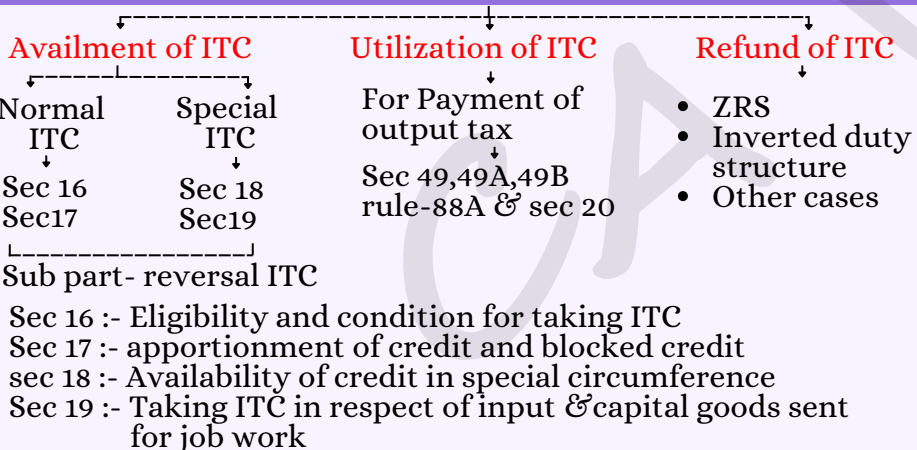 Availment of ITC
Utilization of ITC
Refund of ITC
Normal ITC
Special ITC
Sec 16
Sec17
Sec 18
Sec19
Sub part- reversal ITC
For Payment of
output tax
Sec 49,49A,49B
rule-88A & sec 20
• ZRS
• Inverted duty
structure
• Other cases
Sec 16 :- Eligibility and condition for taking ITC
Sec 17 :- apportionment of credit and blocked credit
sec 18 :- Availability of credit in special circumference
Sec 19 :- Taking ITC in respect of input &capital goods sent
for job work